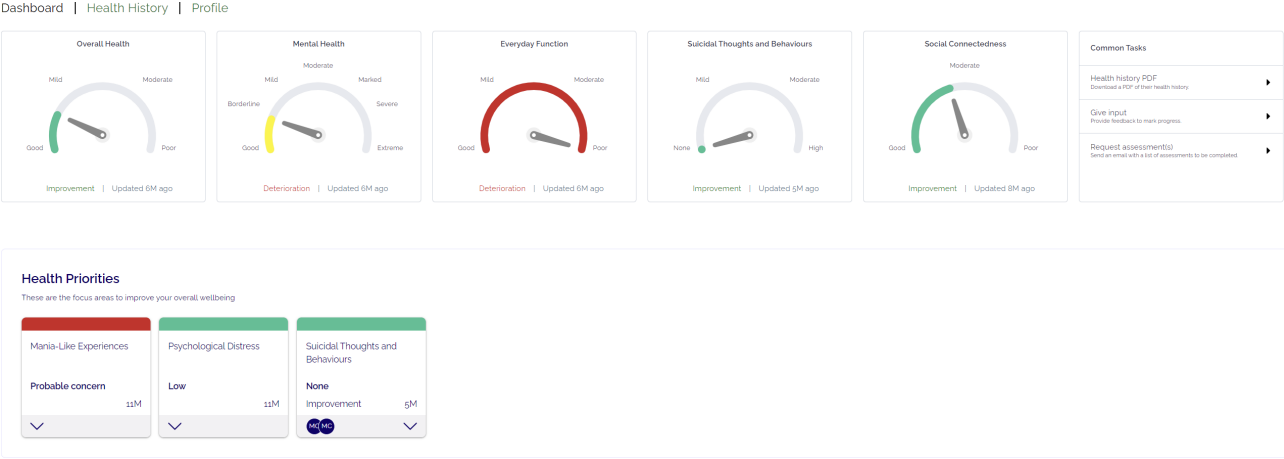 Dashboard | Health History | Profile
Overall Health
Mild
Moderate
Good
Poor
Improvement | Updated 6M ago
Mental Health
Moderate
Mild
Marked
Borderline
Severe
Good
Extreme
Deterioration | Updated 6M ago
Everyday Function
Mild
Moderate
Good
Poor
Deterioration | Updated 6M ago
Suicidal Thoughts and Behaviours
Mild
Moderate
None
High
Improvement | Updated 5M ago
Social Connectedness
Moderate
Good
Poor
Improvement | Updated 8M ago
Common Tasks
Health history PDF
Download a PDF of their health history.
Give input
Provide feedback to mark progress.
Request assessment(s)
Send an email with a list of assessments to be completed.
Health Priorities
These are the focus areas to improve your overall wellbeing
Mania-Like Experiences
Probable concern
11M
Psychological Distress
Low
11M
Suicidal Thoughts and
Behaviours
None
Improvement 5M
MC MC